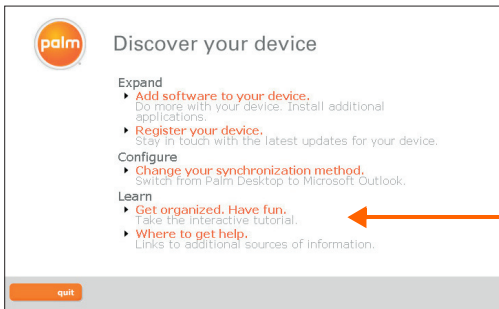 palm
Discover your device
Expand
Add software to your device.
Do more with your device. Install additional
applications.
Register your device.
Stay in touch with the latest updates for your device.
Configure
Change your synchronization method.
Switch from Palm Desktop to Microsoft Outlook.
Learn
Get organized. Have fun.
Take the interactive tutorial.
Where to get help.
Links to additional sources of information.
quit